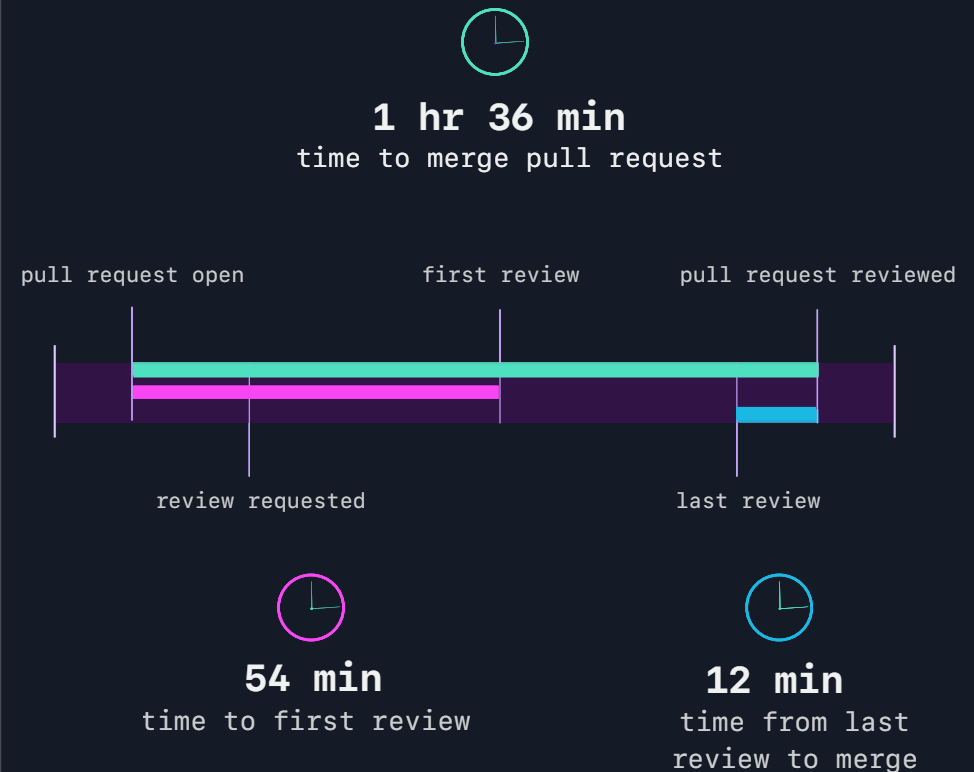 1 hr 36 min
time to merge pull request
pull request open
first review
pull request reviewed
review requested
last review
54 min
time to first review
12 min
time from last
review to merge